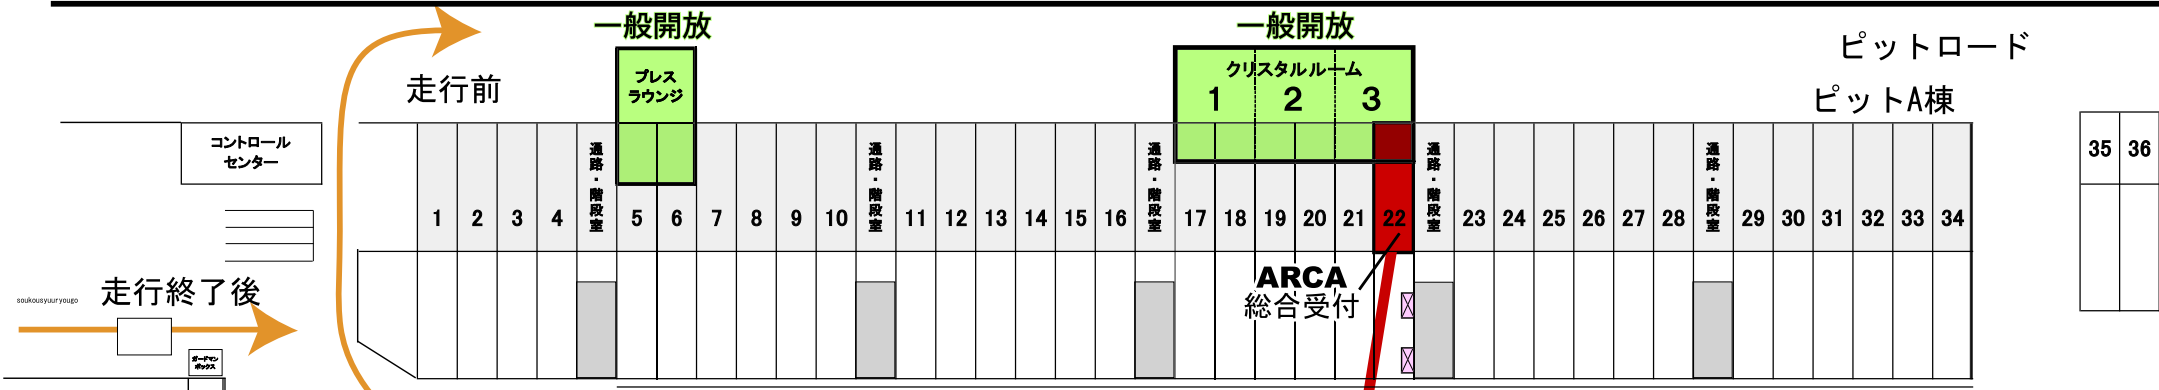 一般開放
一般開放
ピットロード
プレス
ラウンジ
クリスタルルーム
1 2 3
走行前
ピットA棟
コントロール
センター
35 36
通路・階段室
通路・階段室
通路・階段室
通路・階段室
通路・階段室
1 2 3 4 5 6 7 8 9 10 11 12 13 14 15 16 17 18 19 20 21 22 23 24 25 26 27 28 29 30 31 32 33 34
ARCA
総合受付
走行終了後
soukousyuuryougo
ガードマン
ボックス